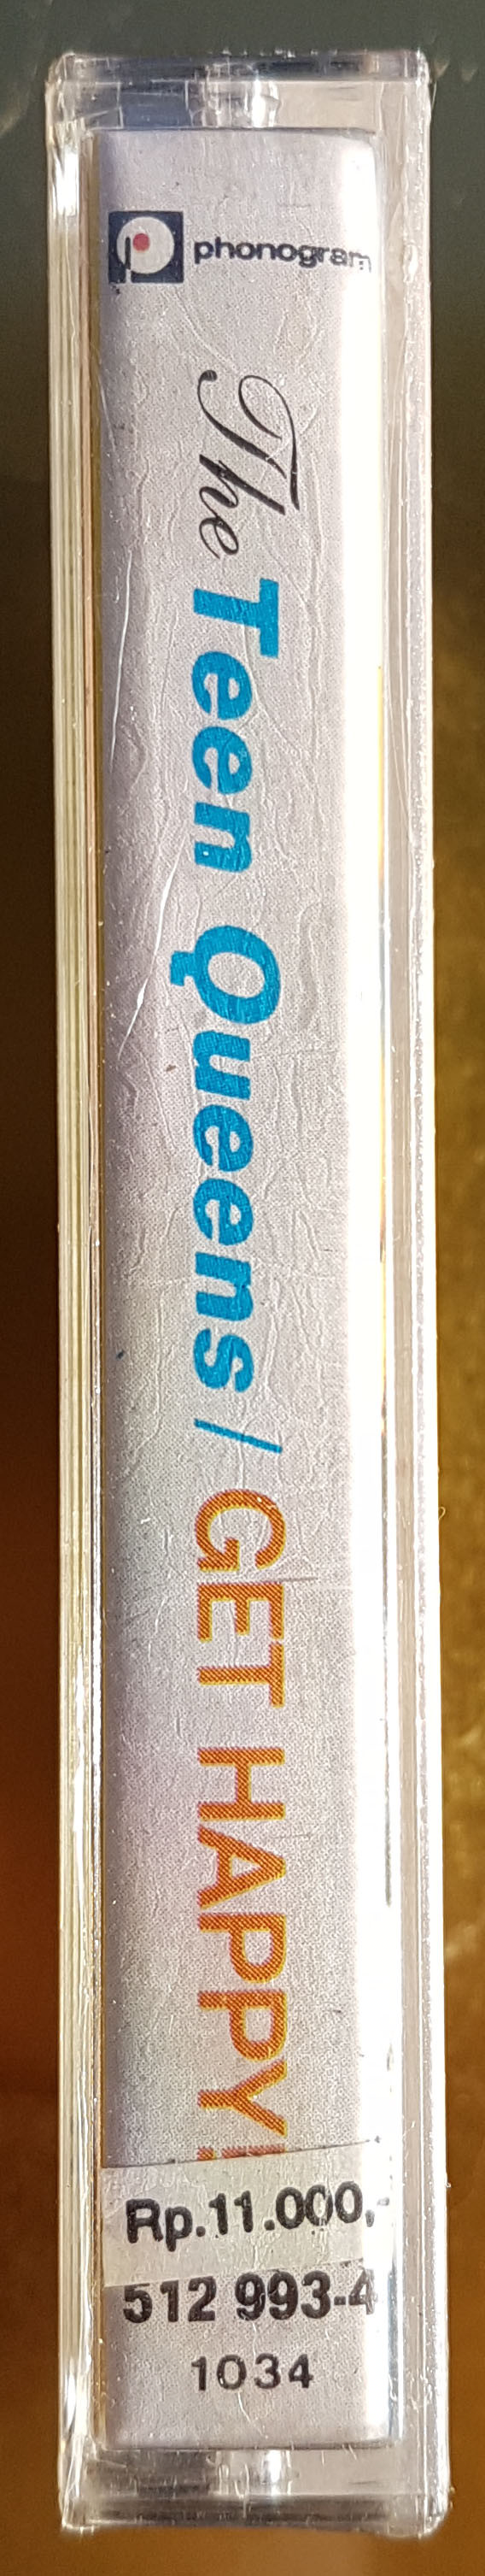 phonogram
The Teen Queens / GET HAPPY!
Rp.11.000,-
512 993-4
1034